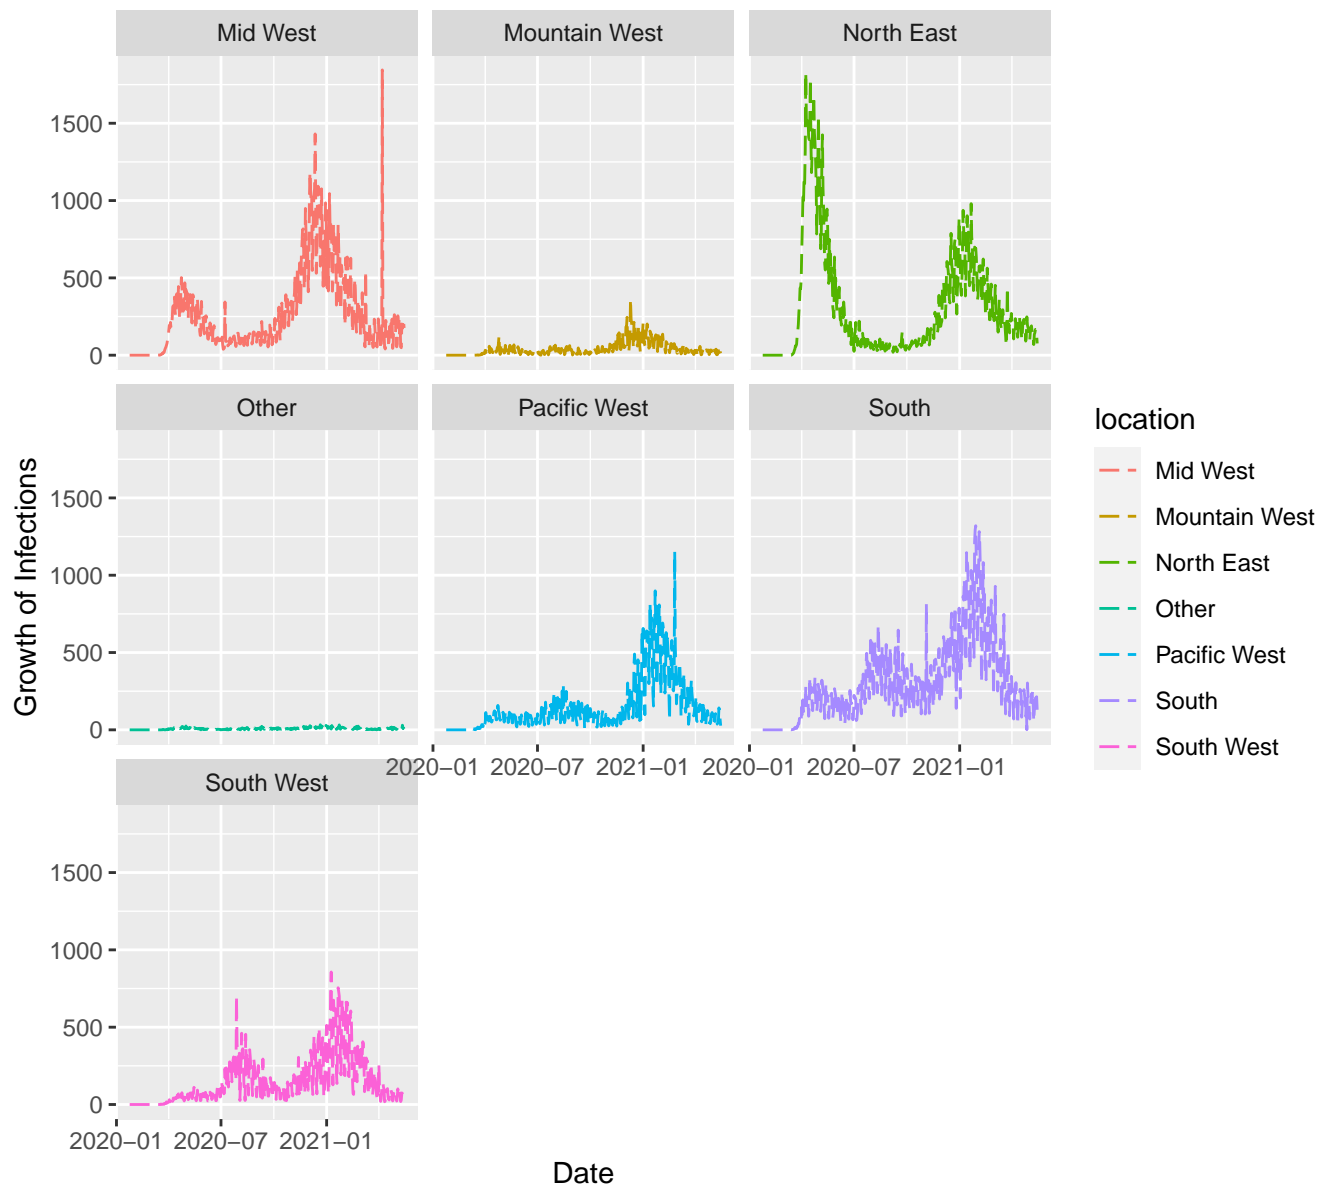 Mid West
Mountain West
North East
1500
1000
500
0
Other
Pacific West
South
1500
1000
500
0
2020−01
2020−07
2021−01
2020−01
2020−07
2021−01
South West
1500
1000
500
0
2020−01
2020−07
2021−01
Growth of Infections
Date
location
Mid West
Mountain West
North East
Other
Pacific West
South
South West